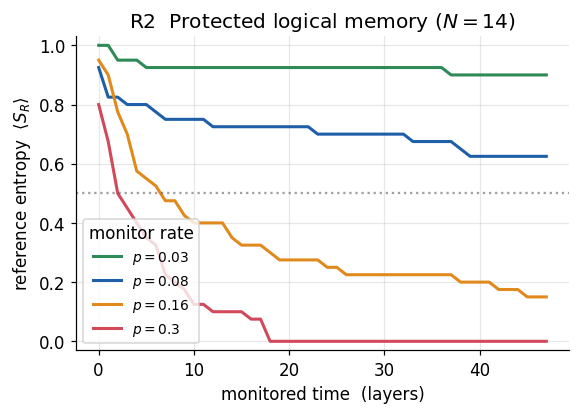 R2 Protected logical memory (N = 14)
reference entropy ⟨S_R⟩
1.0
0.8
0.6
0.4
0.2
0.0
monitor rate
p = 0.03
p = 0.08
p = 0.16
p = 0.3
0 10 20 30 40
monitored time (layers)